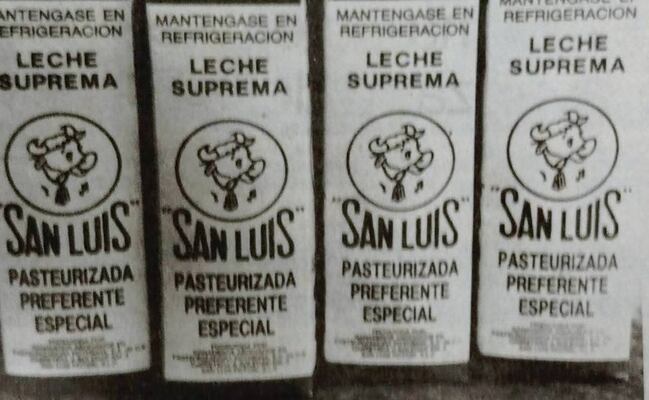 MANTENGASE EN
REFRIGERACION
LECHE
SUPREMA
"SAN LUIS"
PASTEURIZADA
PREFERENTE
ESPECIAL
MANTENGASE EN
REFRIGERACION
LECHE
SUPREMA
"SAN LUIS"
PASTEURIZADA
PREFERENTE
ESPECIAL
MANTENGASE EN
REFRIGERACION
LECHE
SUPREMA
"SAN LUIS"
PASTEURIZADA
PREFERENTE
ESPECIAL
MANTENGASE EN
REFRIGERACION
LECHE
SUPREMA
"SAN LUIS"
PASTEURIZADA
PREFERENTE
ESPECIAL